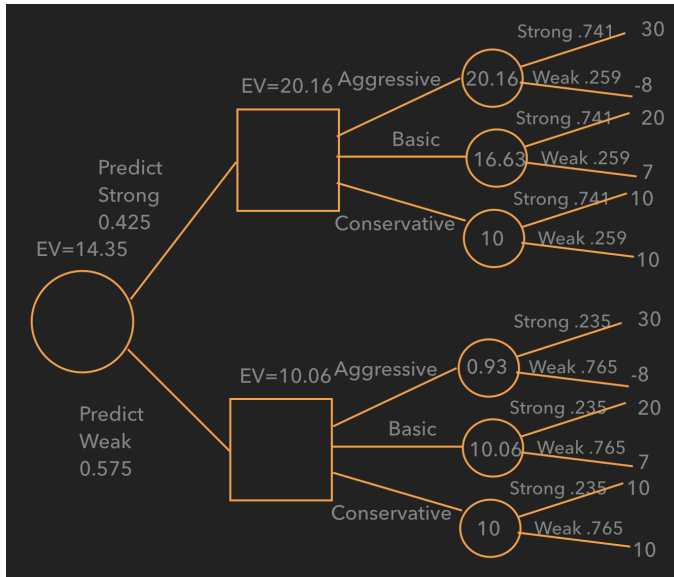 Strong .741 30
EV=20.16 Aggressive 20.16 Weak .259 -8
Strong .741 20
Basic 16.63 Weak .259 7
Predict
Strong
0.425
Strong .741 10
Conservative 10 Weak .259 10
EV=14.35
Strong .235 30
EV=10.06 Aggressive 0.93 Weak .765 -8
Predict
Weak
0.575
Strong .235 20
Basic 10.06 Weak .765 7
Strong .235 10
Conservative 10 Weak .765 10